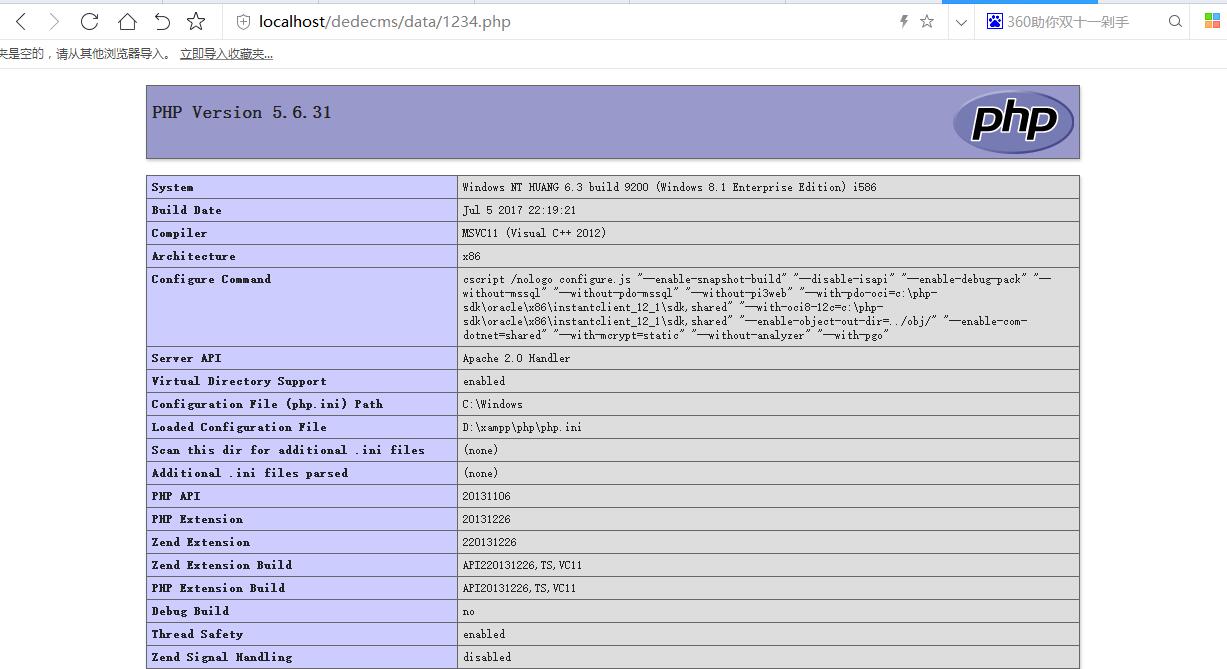 localhost/dedecms/data/1234.php
360助你双十一剁手
夹是空的，请从其他浏览器导入。 立即导入收藏夹...
PHP Version 5.6.31
php
System Windows NT HUANG 6.3 build 9200 (Windows 8.1 Enterprise Edition) i586
Build Date Jul 5 2017 22:19:21
Compiler MSVC11 (Visual C++ 2012)
Architecture x86
Configure Command cscript /nologo configure.js "--enable-snapshot-build" "--disable-isapi" "--enable-debug-pack" "--
without-mssql" "--without-pdo-mssql" "--without-pi3web" "--with-pdo-oci=c:\php-
sdk\oracle\x86\instantclient_12_1\sdk,shared" "--with-oci8-12c=c:\php-
sdk\oracle\x86\instantclient_12_1\sdk,shared" "--enable-object-out-dir=../obj/" "--enable-com-
dotnet=shared" "--with-mcrypt=static" "--without-analyzer" "--with-pgo"
Server API Apache 2.0 Handler
Virtual Directory Support enabled
Configuration File (php.ini) Path C:\Windows
Loaded Configuration File D:\xampp\php\php.ini
Scan this dir for additional .ini files (none)
Additional .ini files parsed (none)
PHP API 20131106
PHP Extension 20131226
Zend Extension 220131226
Zend Extension Build API220131226,TS,VC11
PHP Extension Build API20131226,TS,VC11
Debug Build no
Thread Safety enabled
Zend Signal Handling disabled